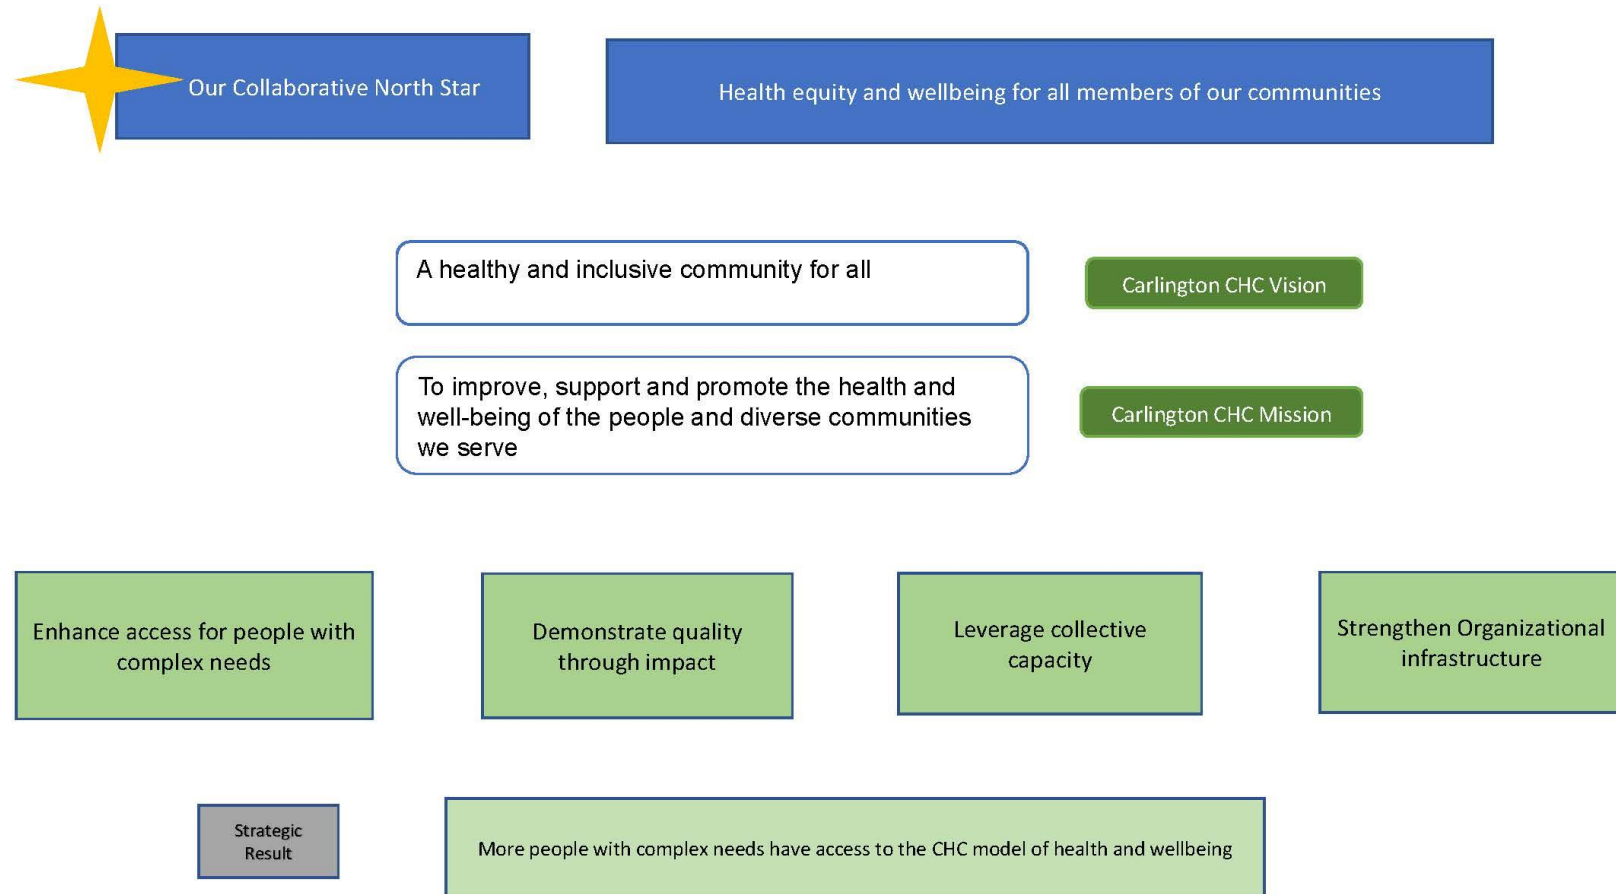 Our Collaborative North Star
Health equity and wellbeing for all members of our communities
A healthy and inclusive community for all
Carlington CHC Vision
To improve, support and promote the health and
well-being of the people and diverse communities
we serve
Carlington CHC Mission
Enhance access for people with
complex needs
Demonstrate quality
through impact
Leverage collective
capacity
Strengthen Organizational
infrastructure
Strategic
Result
More people with complex needs have access to the CHC model of health and wellbeing